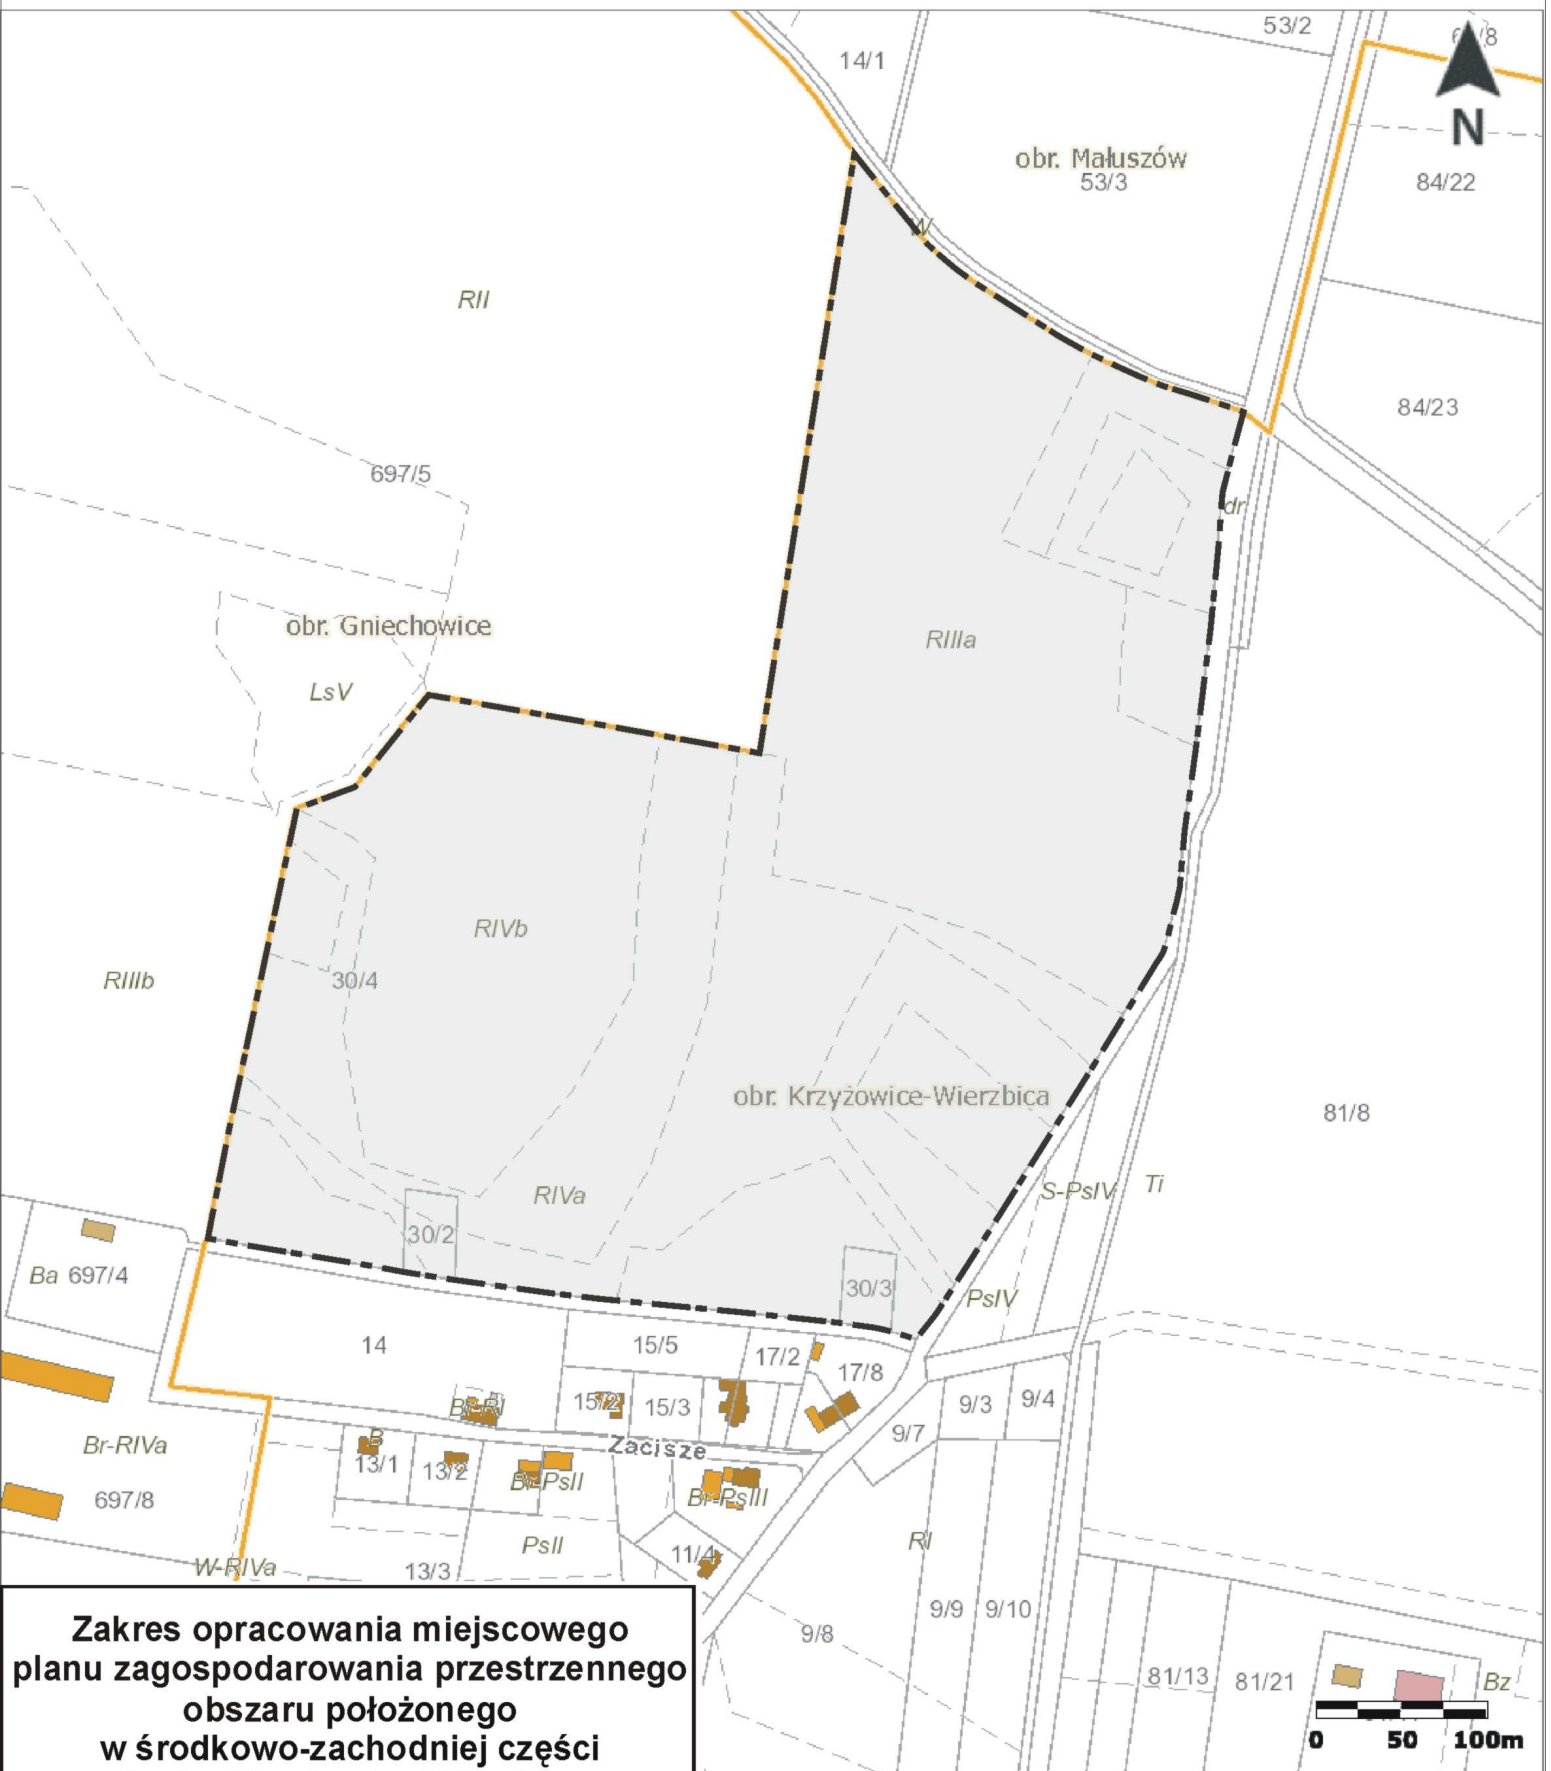 53/2
14/1
N
obr. Małuszów
53/3
84/22
W
RII
84/23
697/5
dr
obr. Gniechowice
RIIIa
LsV
RIVb
RIIIb
30/4
obr. Krzyżowice-Wierzbica
81/8
Ti
S-PsIV
RIVa
30/2
Ba 697/4
30/3
PsIV
14
15/5
17/2
17/8
9/3
9/4
15/2
15/3
Br-RI
9/7
B
Zacisze
Br-RIVa
13/1
13/2
Br-PsII
Br-PsIII
697/8
PsII
RI
11/4
W-RIVa
13/3
9/9
9/10
9/8
81/13
81/21
Bz
0 50 100m
Zakres opracowania miejscowego
planu zagospodarowania przestrzennego
obszaru położonego
w środkowo-zachodniej części